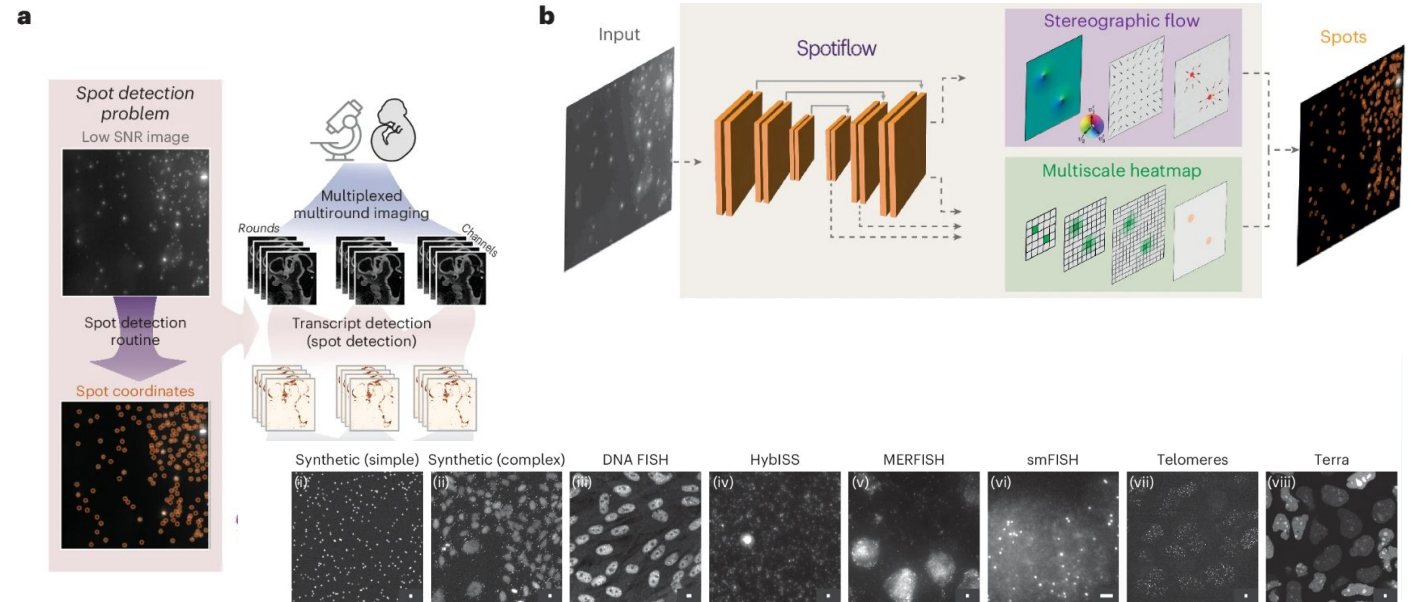 a
Spot detection
problem
Low SNR image
Spot detection
routine
Spot coordinates
Multiplexed
multiround imaging
Rounds
Channels
Transcript detection
(spot detection)
b
Input
Spotiflow
Stereographic flow
Multiscale heatmap
Spots
Synthetic (simple)
(i)
Synthetic (complex)
(ii)
DNA FISH
(iii)
HybISS
(iv)
MERFISH
(v)
smFISH
(vi)
Telomeres
(vii)
Terra
(viii)